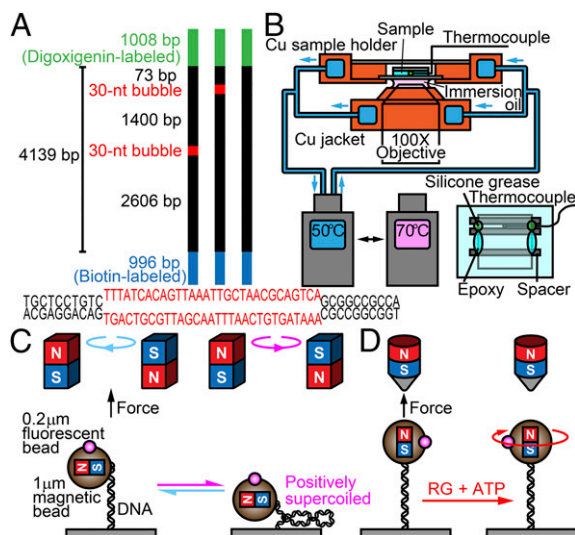 A
1008 bp
(Digoxigenin-labeled)
73 bp
30-nt bubble
1400 bp
4139 bp
30-nt bubble
2606 bp
996 bp
(Biotin-labeled)
TTTATCACAGTTAAATTGCTAACGCAGTCA
TGCTCCTGTC
GCGGCCGCCA
ACGAGGACAG
CGCCGGCGGT
TGACTGCGTTAGCAATTTAACTGTGATAAA
B
Sample
Cu sample holder
Thermocouple
Immersion
oil
Cu jacket
100X
Objective
50°C
70°C
Silicone grease
Thermocouple
Epoxy
Spacer
C
N
S
S
N
N
S
S
N
Force
0.2μm
fluorescent
bead
N
S
1μm
magnetic
bead
DNA
Positively
supercoiled
N
S
D
N
S
N
S
Force
N
S
N
S
RG + ATP